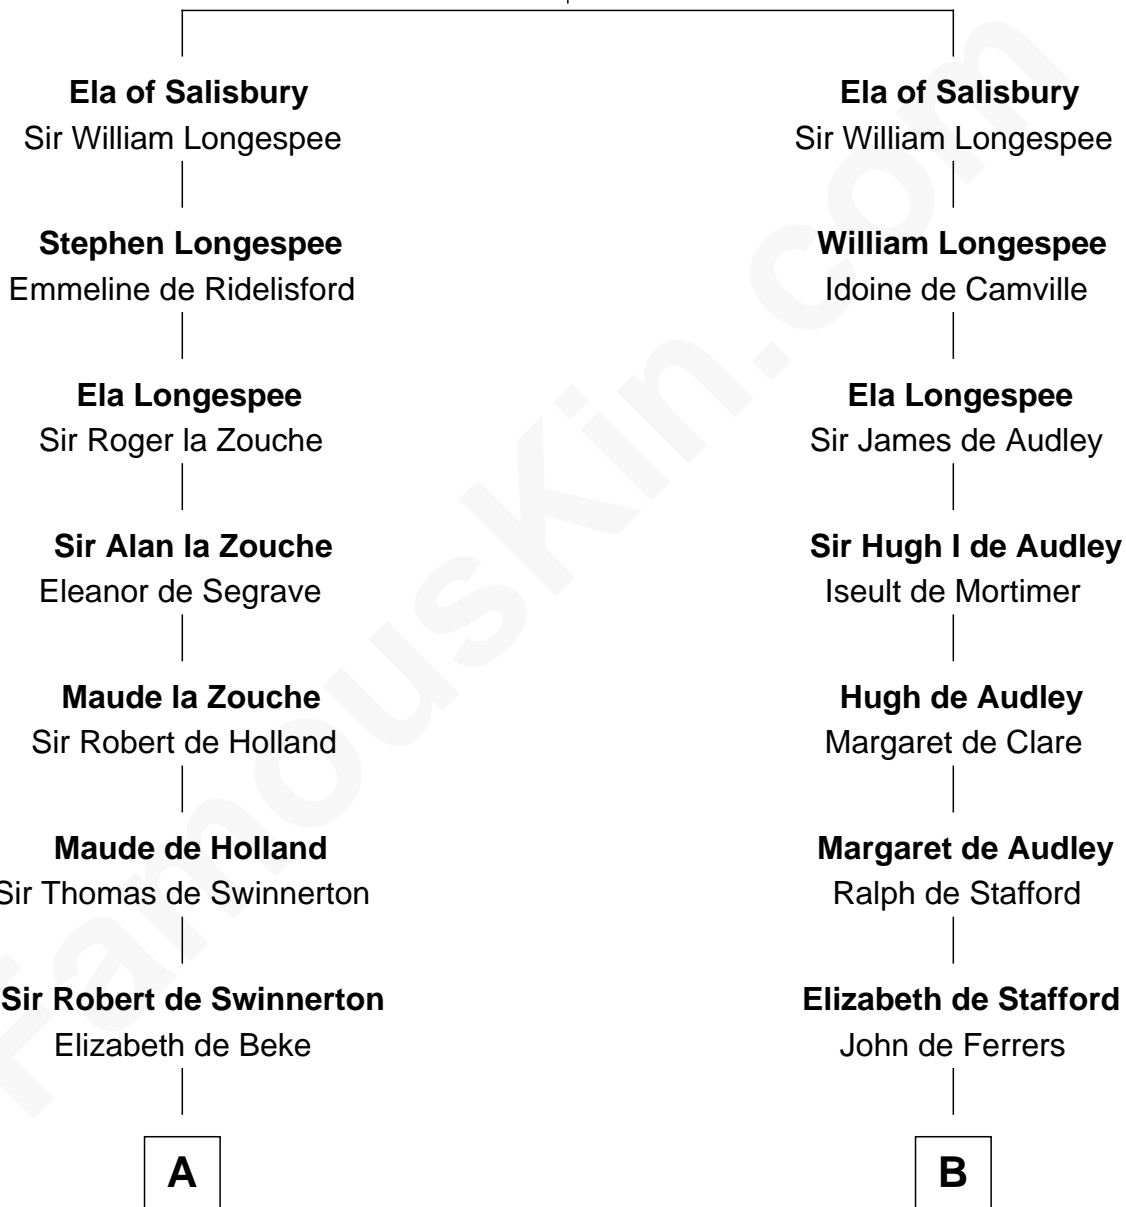 Ela of Salisbury
Sir William Longespee
Stephen Longespee
Emmeline de Ridelisford
Ela Longespee
Sir Roger la Zouche
Sir Alan la Zouche
Eleanor de Segrave
Maude la Zouche
Sir Robert de Holland
Maude de Holland
Sir Thomas de Swinnerton
Sir Robert de Swinnerton
Elizabeth de Beke
A
Ela of Salisbury
Sir William Longespee
William Longespee
Idoine de Camville
Ela Longespee
Sir James de Audley
Sir Hugh I de Audley
Iseult de Mortimer
Hugh de Audley
Margaret de Clare
Margaret de Audley
Ralph de Stafford
Elizabeth de Stafford
John de Ferrers
B
FamousKin.com